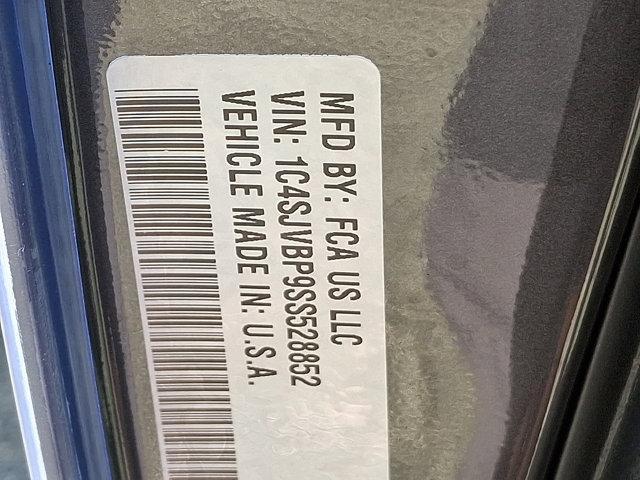 MFD BY: FCA US LLC
VIN: 1C4SJVBP9SS528852
VEHICLE MADE IN: U.S.A.